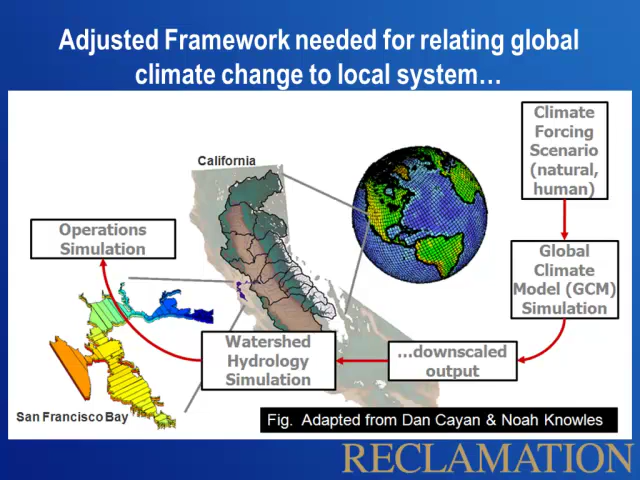 Adjusted Framework needed for relating global
climate change to local system…
Climate
Forcing
Scenario
(natural,
human)
California
Operations
Simulation
Global
Climate
Model (GCM)
Simulation
Watershed
Hydrology
Simulation
…downscaled
output
San Francisco Bay
Fig. Adapted from Dan Cayan & Noah Knowles
RECLAMATION